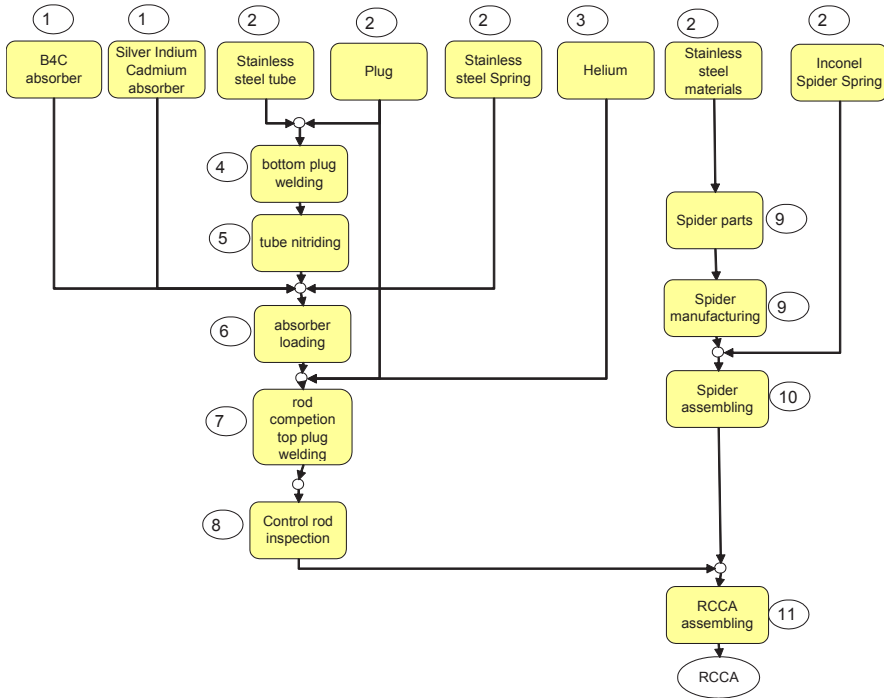 1
1
2
2
2
3
2
2
B4C
absorber
Silver Indium
Cadmium
absorber
Stainless
steel tube
Plug
Stainless
steel Spring
Helium
Stainless
steel
materials
Inconel
Spider Spring
4
bottom plug
welding
5
tube nitriding
Spider parts
9
6
absorber
loading
Spider
manufacturing
9
7
rod
competion
top plug
welding
Spider
assembling
10
8
Control rod
inspection
RCCA
assembling
11
RCCA